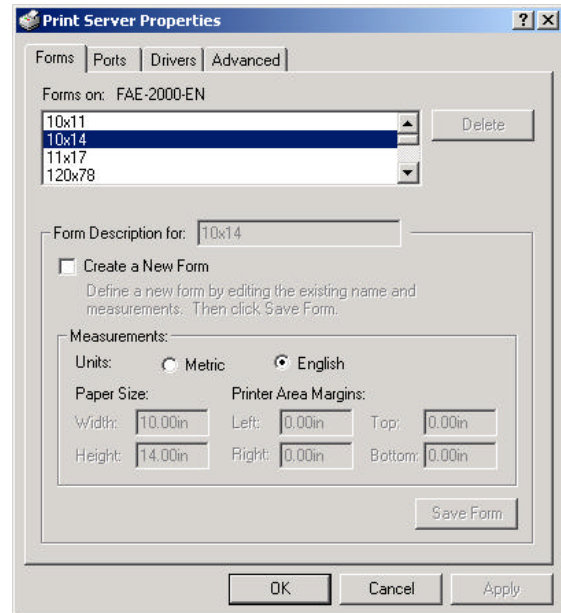 Print Server Properties
Forms Ports Drivers Advanced
Forms on: FAE-2000-EN
10x11
10x14
11x17
120x78
Delete
Form Description for: 10x14
Create a New Form
Define a new form by editing the existing name and
measurements. Then click Save Form.
Measurements:
Units: Metric English
Paper Size: Printer Area Margins:
Width: 10.00in Left: 0.00in Top: 0.00in
Height: 14.00in Right: 0.00in Bottom: 0.00in
Save Form
OK Cancel Apply